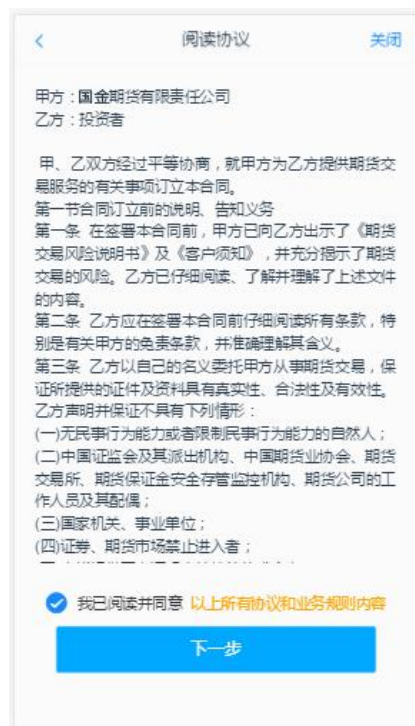 阅读协议
关闭
甲方：国金期货有限责任公司
乙方：投资者
甲、乙双方经过平等协商，就甲方为乙方提供期货交
易服务的有关事项订立本合同。
第一节合同订立前的说明、告知义务
第一条 在签署本合同前，甲方已向乙方出示了《期货
交易风险说明书》及《客户须知》，并充分揭示了期货
交易的风险。乙方已仔细阅读、了解并理解了上述文件
的内容。
第二条 乙方应在签署本合同前仔细阅读所有条款，特
别是有关甲方的免责条款，并准确理解其含义。
第三条 乙方以自己的名义委托甲方从事期货交易，保
证所提供的证件及资料具有真实性、合法性及有效性。
乙方声明并保证不具有下列情形：
(一)无民事行为能力或者限制民事行为能力的自然人；
(二)中国证监会及其派出机构、中国期货业协会、期货
交易所、期货保证金安全存管监控机构、期货公司的工
作人员及其配偶；
(三)国家机关、事业单位；
(四)证券、期货市场禁止进入者；
我已阅读并同意 以上所有协议和业务规则内容
下一步